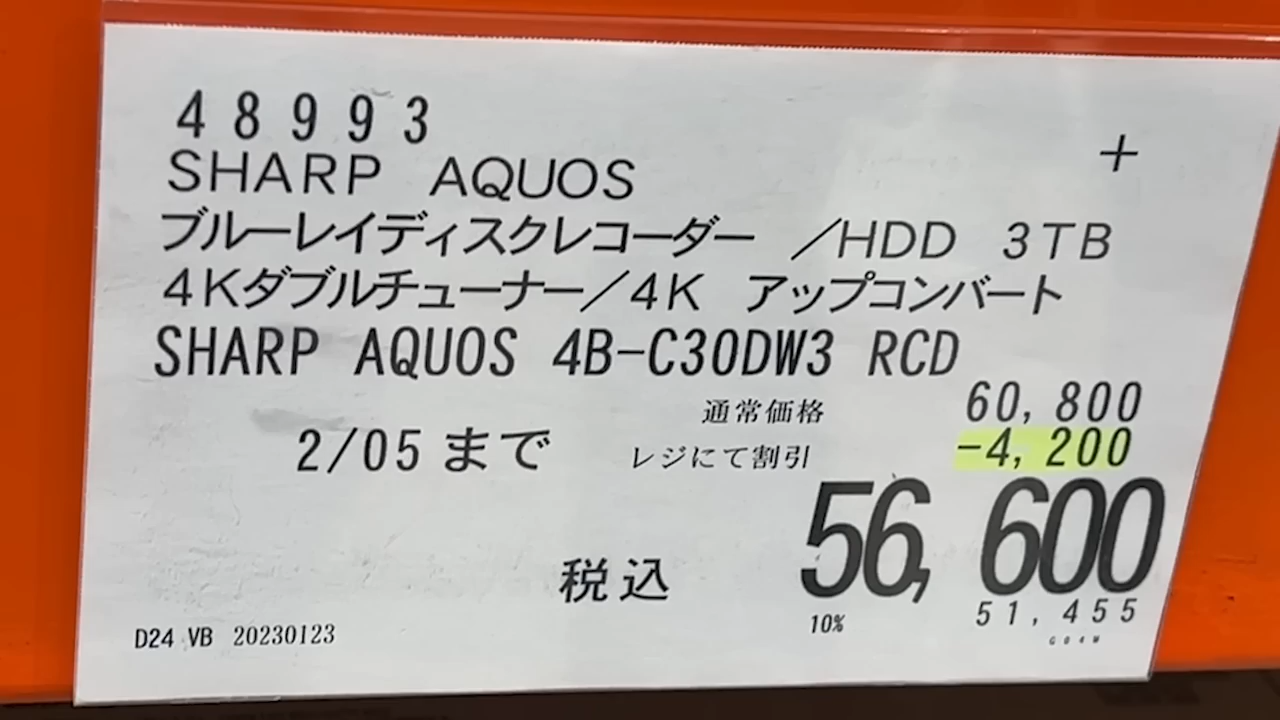 48993
SHARP AQUOS
+
ブルーレイディスクレコーダー /HDD 3TB
4Kダブルチューナー/4K アップコンバート
SHARP AQUOS 4B-C30DW3 RCD
通常価格 60,800
2/05まで レジにて割引 -4,200
税込 56,600
10% 51,455
D24 VB 20230123